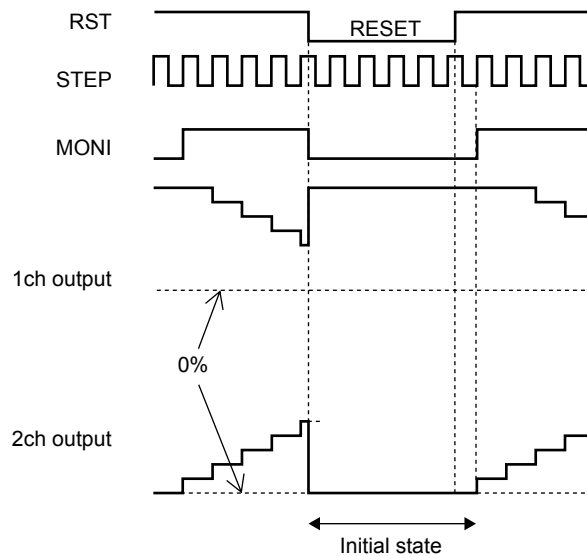 RST
RESET
STEP
MONI
1ch output
0%
2ch output
Initial state